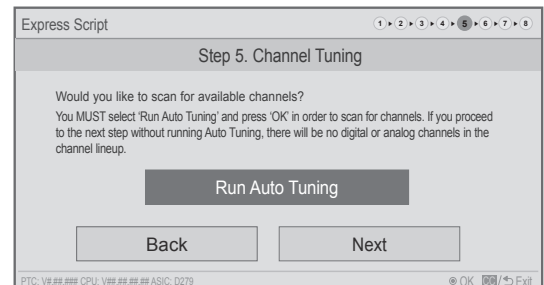 Express Script
1 ▸ 2 ▸ 3 ▸ 4 ▸ 5 ▸ 6 ▸ 7 ▸ 8
Step 5. Channel Tuning
Would you like to scan for available channels?
You MUST select ‘Run Auto Tuning’ and press ‘OK’ in order to scan for channels. If you proceed
to the next step without running Auto Tuning, there will be no digital or analog channels in the
channel lineup.
Run Auto Tuning
Back Next
PTC: V#.##.### CPU: V##.##.##.## ASIC: D279 OK CC/ Exit